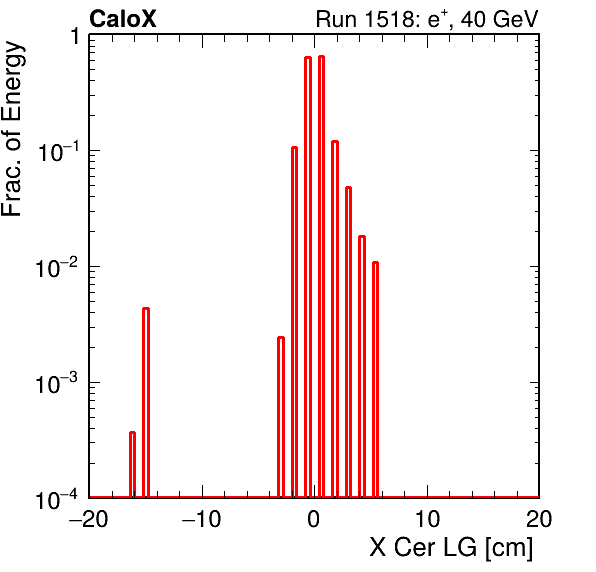 CaloX Run 1518: e⁺, 40 GeV
Frac. of Energy
1
10⁻¹
10⁻²
10⁻³
10⁻⁴
−20 −10 0 10 20
X Cer LG [cm]